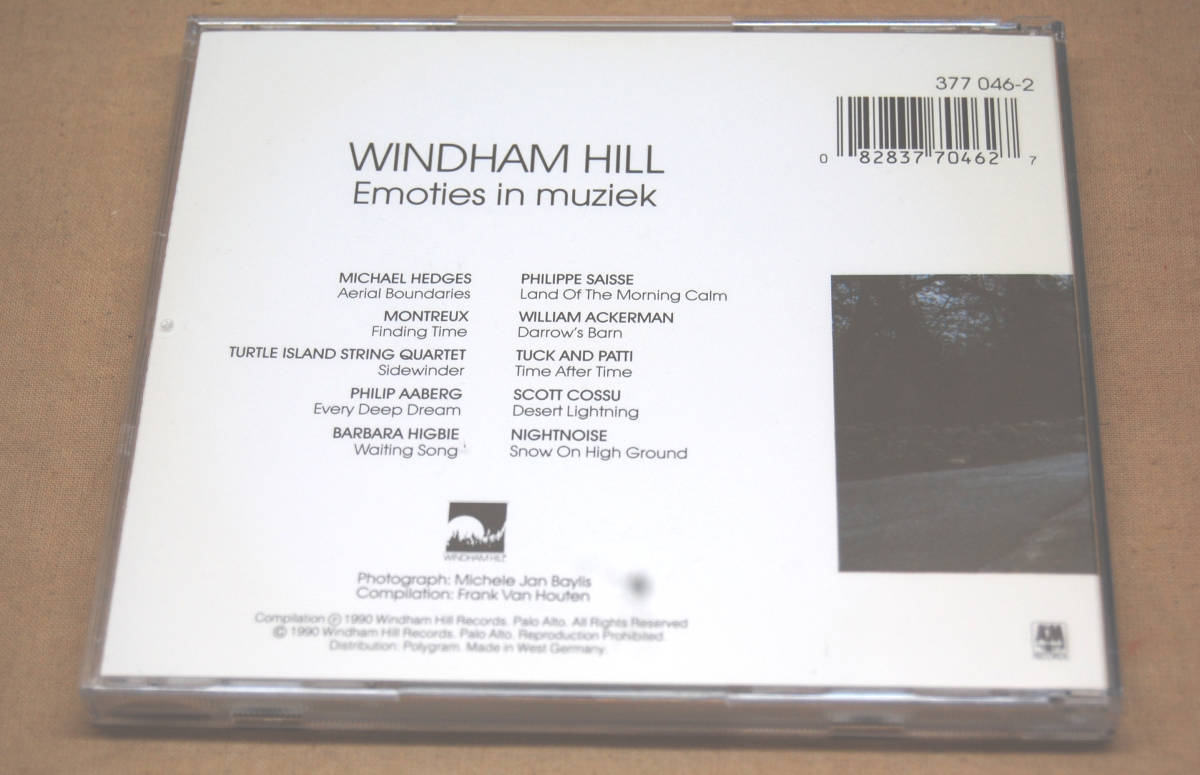 377 046-2
0 82837 70462 7
WINDHAM HILL
Emoties in muziek
MICHAEL HEDGES
Aerial Boundaries
MONTREUX
Finding Time
TURTLE ISLAND STRING QUARTET
Sidewinder
PHILIP AABERG
Every Deep Dream
BARBARA HIGBIE
Waiting Song
PHILIPPE SAISSE
Land Of The Morning Calm
WILLIAM ACKERMAN
Darrow's Barn
TUCK AND PATTI
Time After Time
SCOTT COSSU
Desert Lightning
NIGHTNOISE
Snow On High Ground
WINDHAM HILL
Photograph: Michele Jan Baylis
Compilation: Frank Van Houten
Compilation ℗ 1990 Windham Hill Records. Palo Alto. All Rights Reserved
© 1990 Windham Hill Records. Palo Alto. Reproduction Prohibited.
Distribution: Polygram. Made in West Germany.
A&M
RECORDS